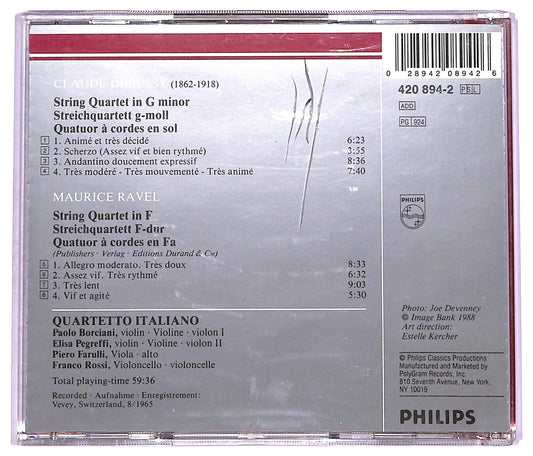 CLAUDE DEBUSSY (1862-1918)
String Quartet in G minor
Streichquartett g-moll
Quatuor à cordes en sol
1 1. Animé et très décidé 6:23
2 2. Scherzo (Assez vif et bien rythmé) 3:55
3 3. Andantino doucement expressif 8:36
4 4. Très modéré - Très mouvementé - Très animé 7:40
MAURICE RAVEL
String Quartet in F
Streichquartett F-dur
Quatuor à cordes en Fa
(Publishers · Verlag · Editions Durand & Cie)
5 1. Allegro moderato. Très doux 8:33
6 2. Assez vif. Très rythmé 6:32
7 3. Très lent 9:03
8 4. Vif et agité 5:30
QUARTETTO ITALIANO
Paolo Borciani, violin · Violine · violon I
Elisa Pegreffi, violin · Violine · violon II
Piero Farulli, Viola · alto
Franco Rossi, Violoncello · violoncelle
Total playing-time 59:36
Recorded · Aufnahme · Enregistrement:
Vevey, Switzerland, 8/1965
0 28942 08942 6
420 894-2 P S L
ADD
PG 924
PHILIPS
Photo: Joe Devenney
© Image Bank 1988
Art direction:
Estelle Kercher
© Philips Classics Productions
Manufactured and Marketed by
PolyGram Records, Inc.
810 Seventh Avenue, New York,
NY 10019
PHILIPS